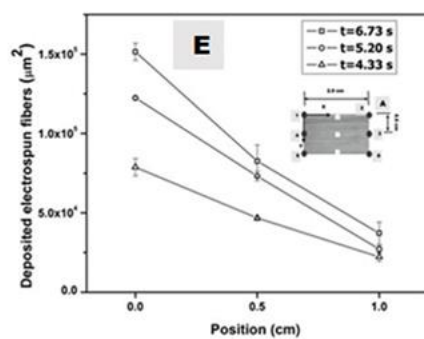 E
t=6.73 s
t=5.20 s
t=4.33 s
A
1.5x10⁵
1.0x10⁵
5.0x10⁴
0.0
Deposited electrospun fibers (μm²)
0.0
0.5
1.0
Position (cm)